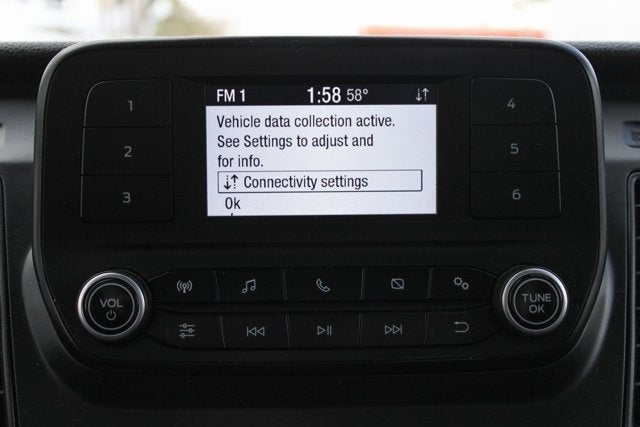 FM 1 1:58 58°
Vehicle data collection active.
See Settings to adjust and
for info.
Connectivity settings
Ok
1
2
3
4
5
6
VOL
TUNE
OK